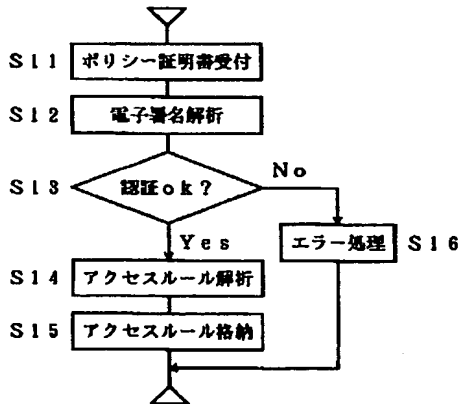 S11 ポリシー証明書受付
S12 電子署名解析
S13 認証ok?
No
Yes
エラー処理 S16
S14 アクセスルール解析
S15 アクセスルール格納